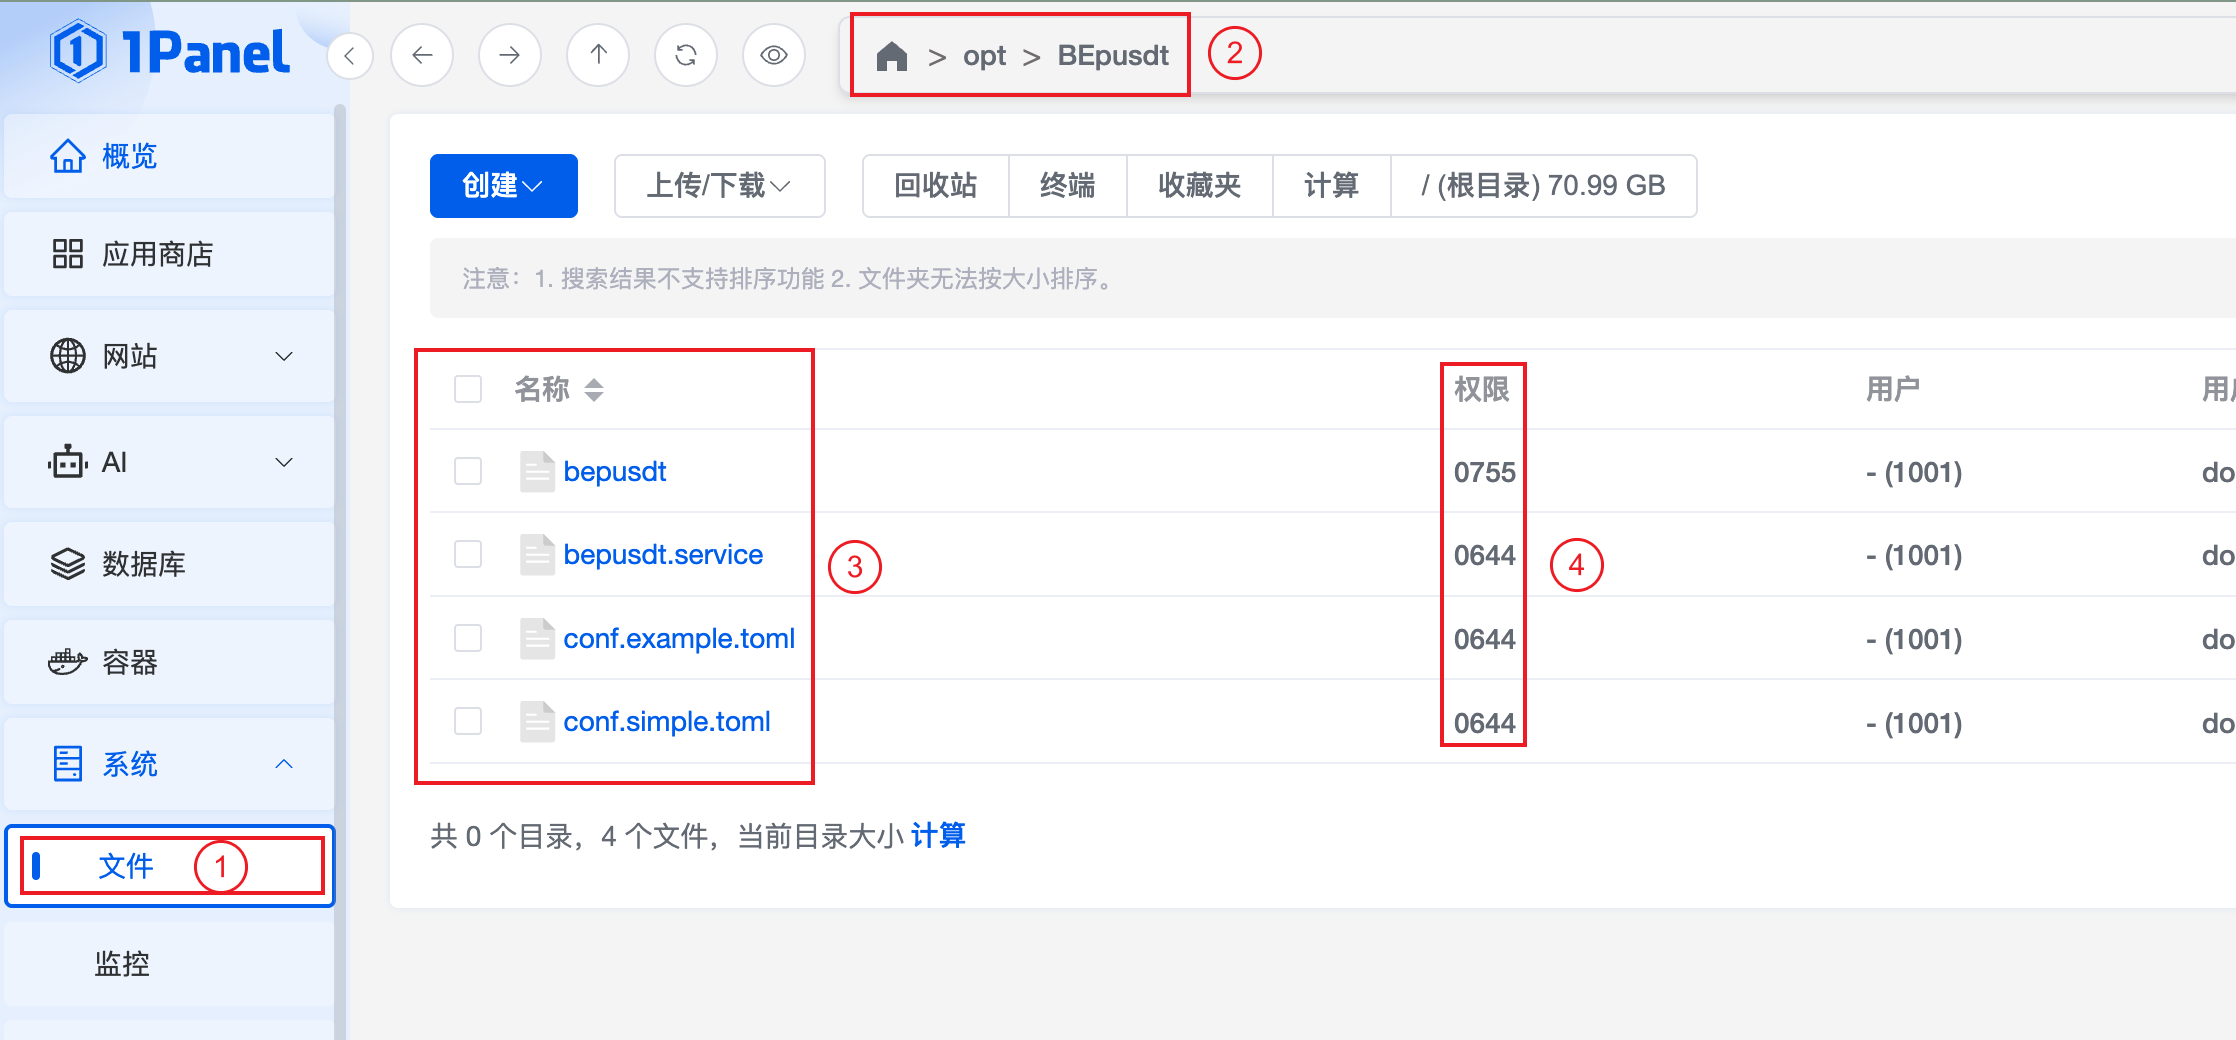 1Panel
> opt > BEpusdt
2
概览
应用商店
网站
AI
数据库
容器
系统
文件
1
监控
创建
上传/下载
回收站
终端
收藏夹
计算
/ (根目录) 70.99 GB
注意：1. 搜索结果不支持排序功能 2. 文件夹无法按大小排序。
名称 权限 用户
bepusdt 0755 - (1001) do
bepusdt.service 0644 - (1001) do
3
4
conf.example.toml 0644 - (1001) do
conf.simple.toml 0644 - (1001) do
共 0 个目录，4 个文件，当前目录大小 计算